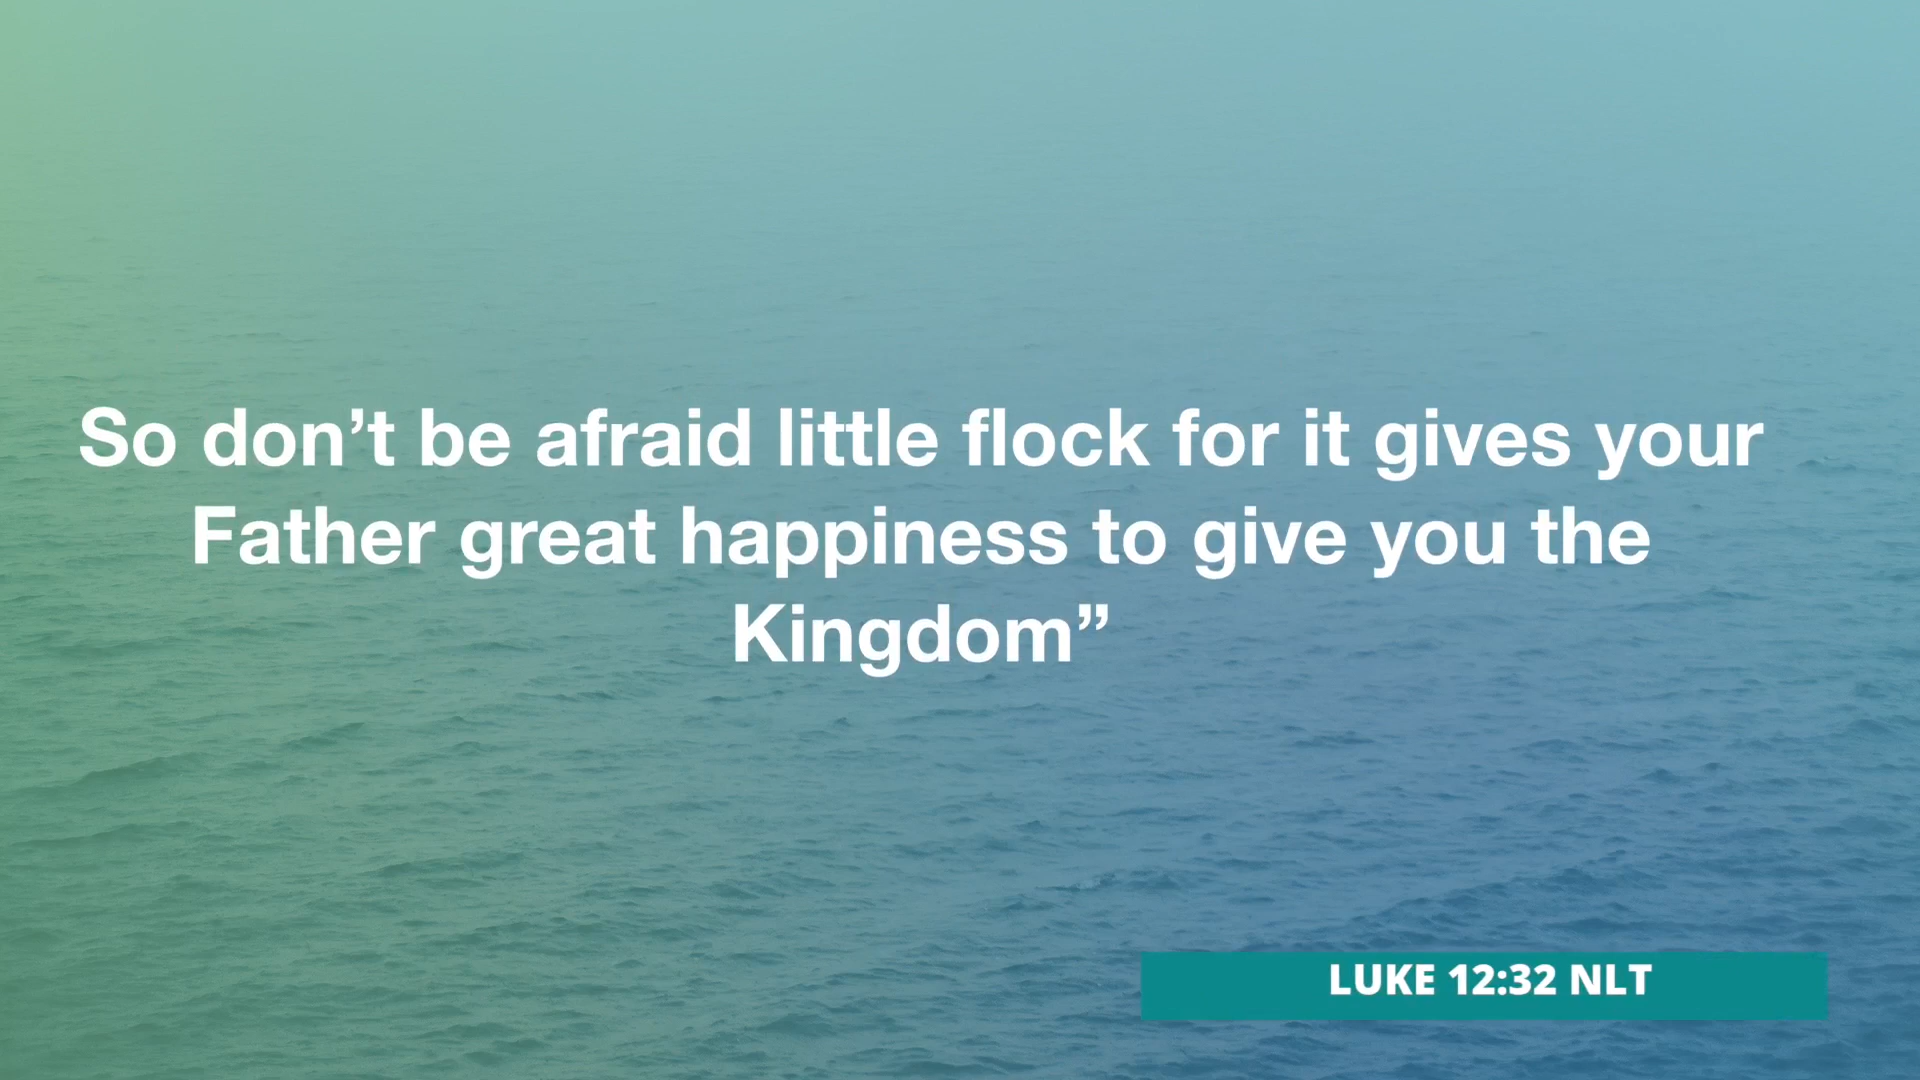 So don’t be afraid little flock for it gives your
Father great happiness to give you the
Kingdom”
LUKE 12:32 NLT